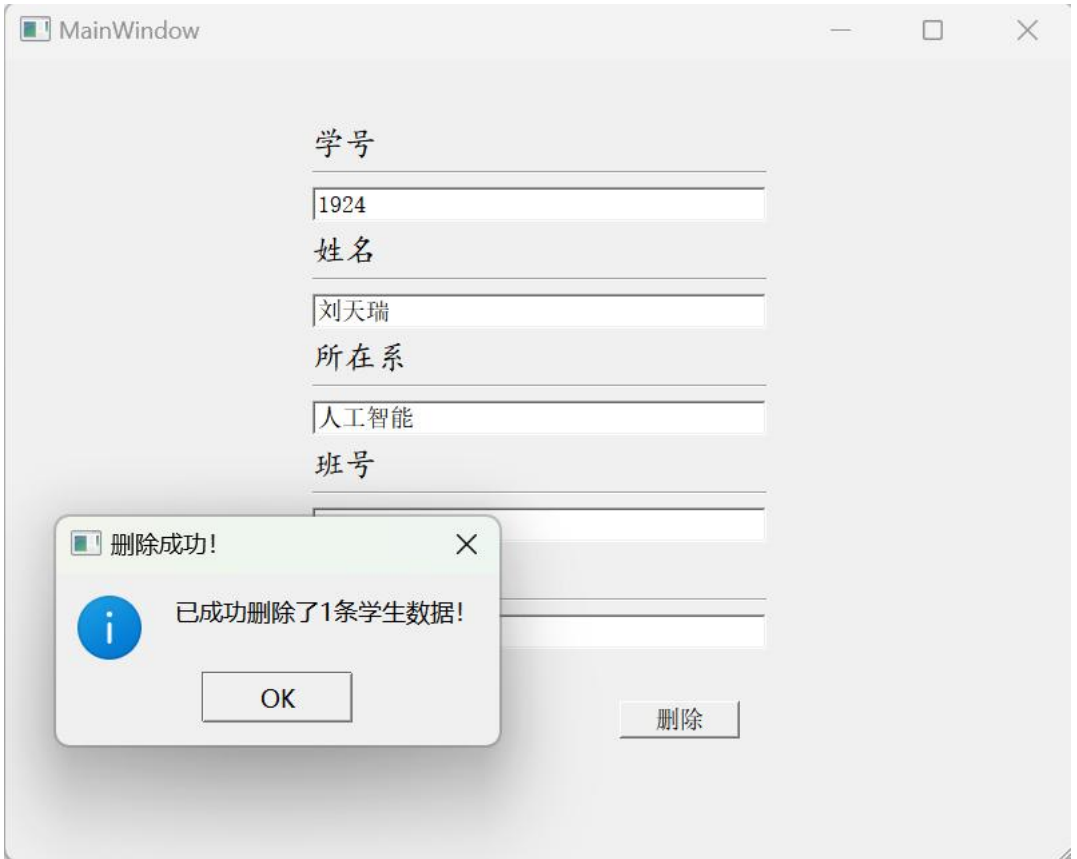 MainWindow
学号
1924
姓名
刘天瑞
所在系
人工智能
班号
删除成功!
已成功删除了1条学生数据!
OK
删除